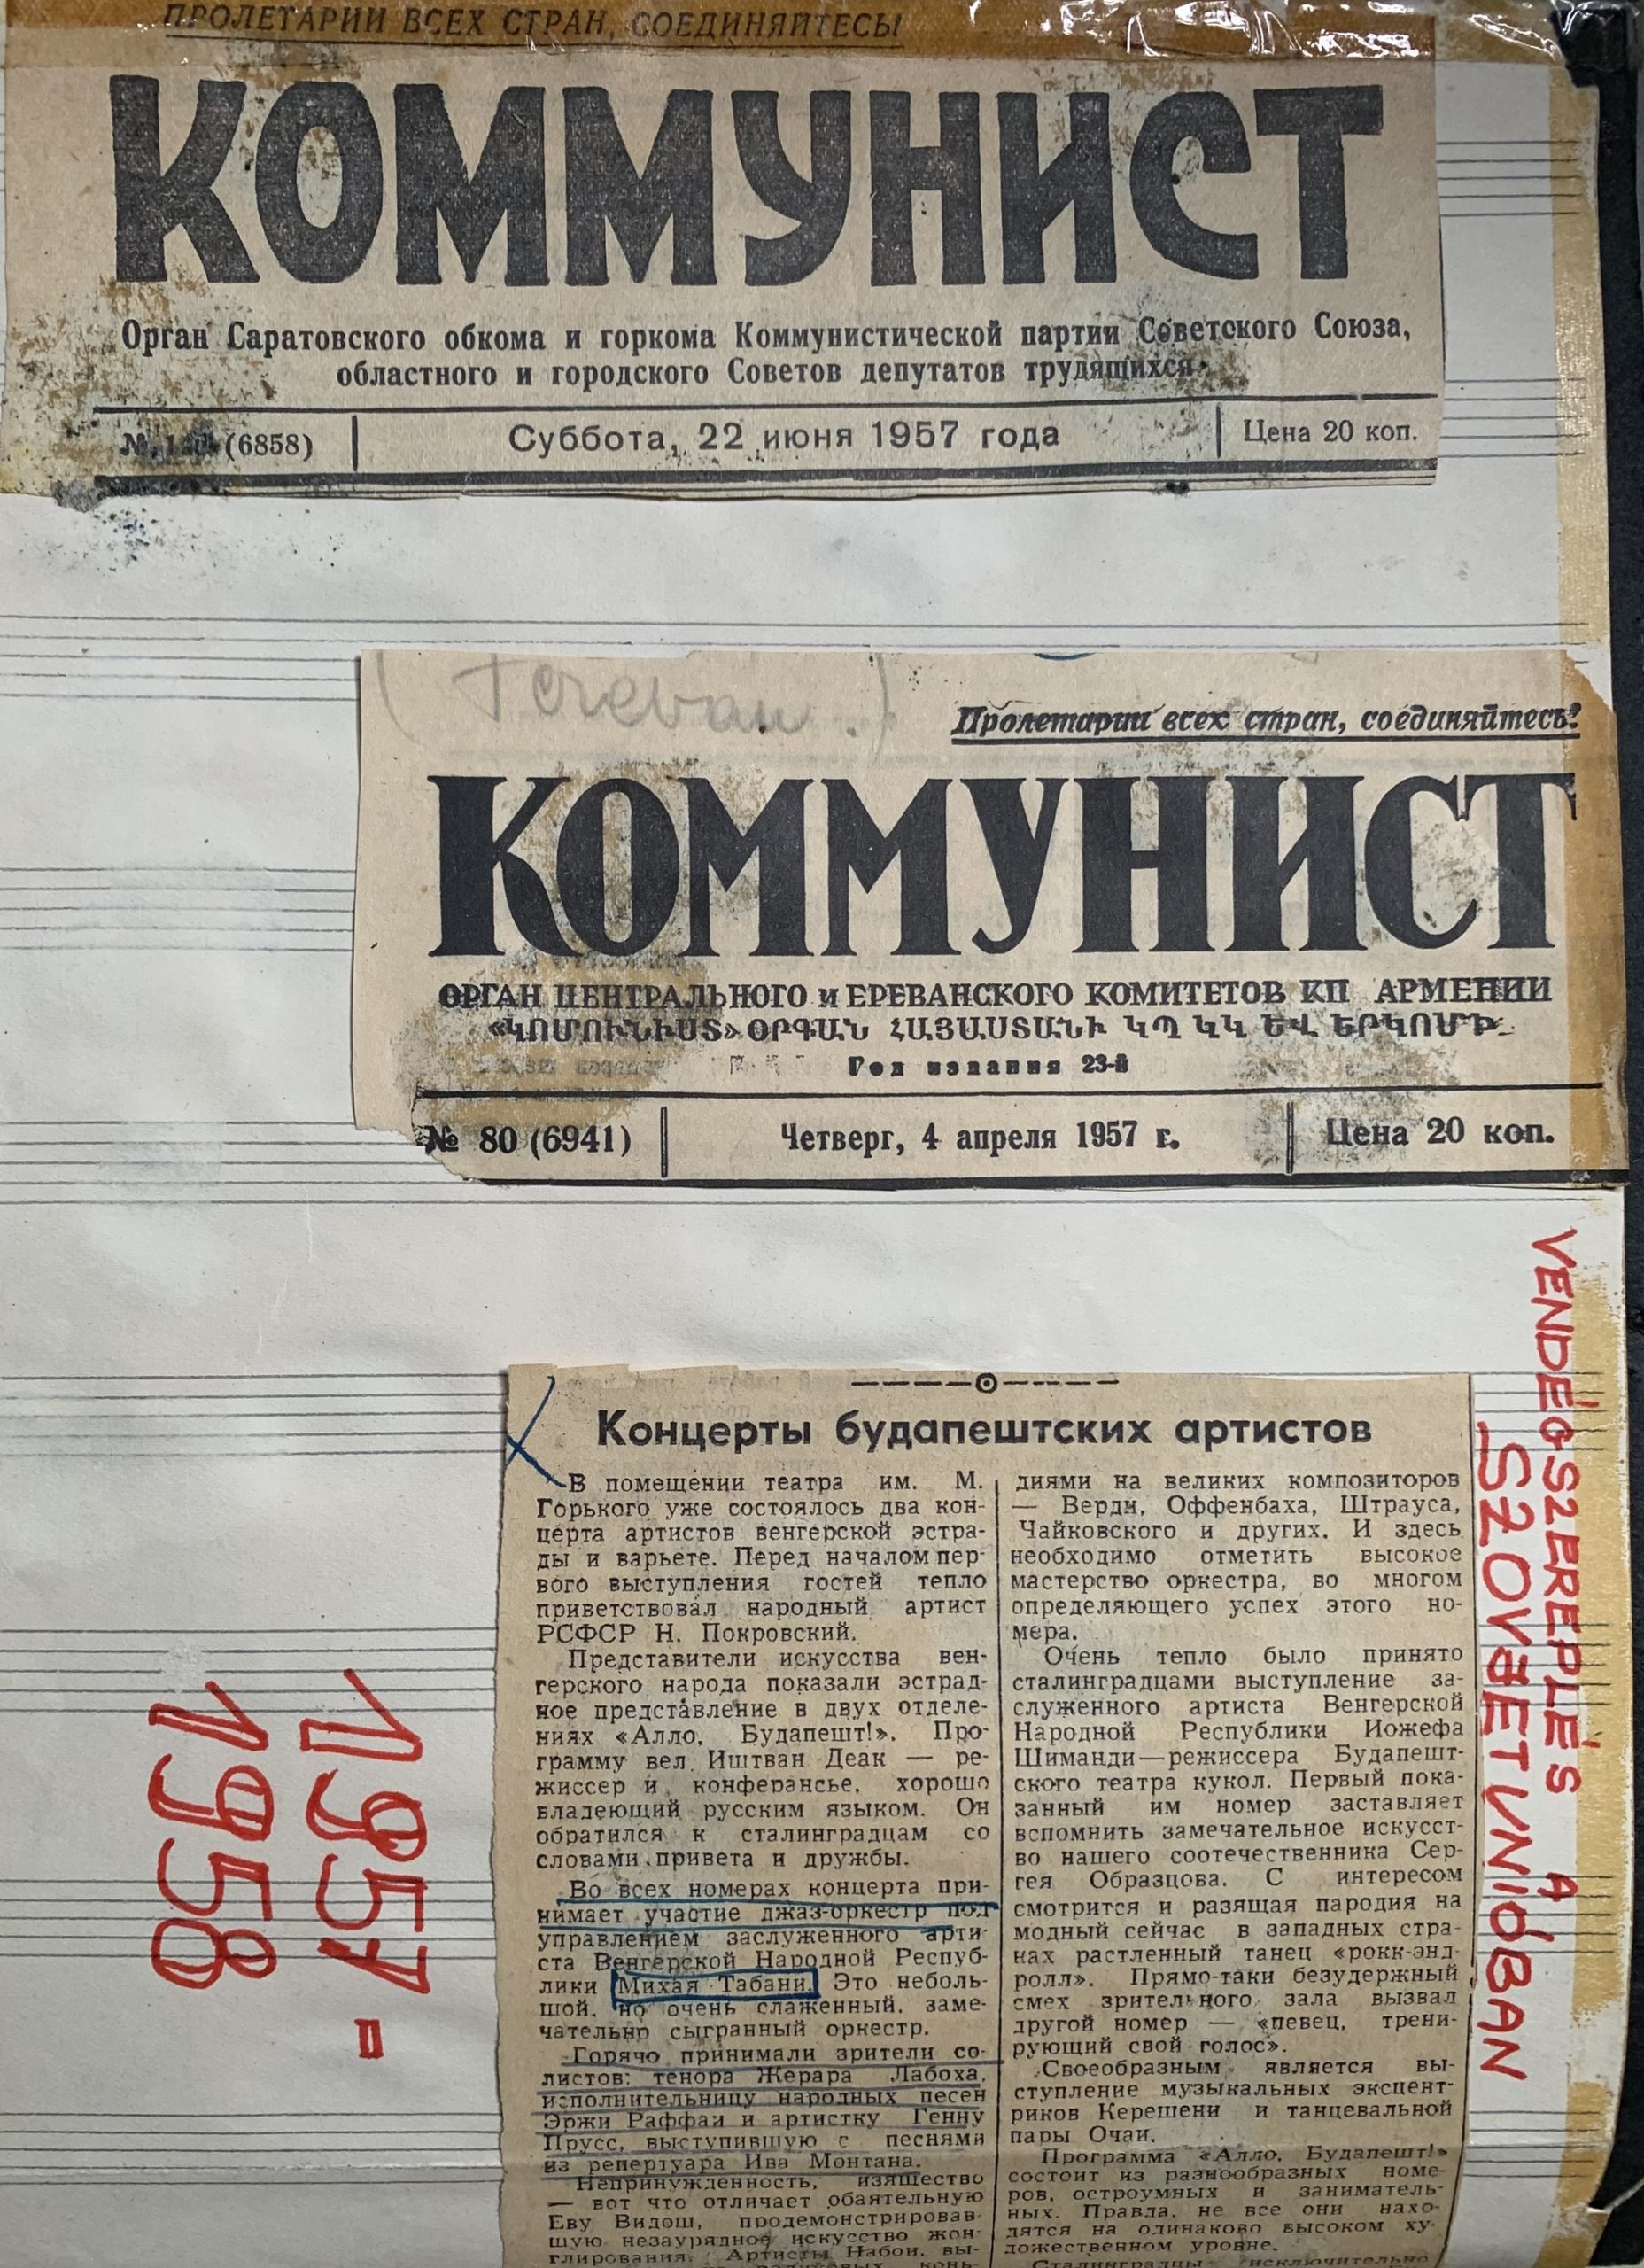 ПРОЛЕТАРИИ ВСЕХ СТРАН, СОЕДИНЯЙТЕСЬ
КОММУНИСТ
Орган Саратовского обкома и горкома Коммунистической партии Советского Союза,
областного и городского Советов депутатов трудящихся
№ (6858)
Суббота, 22 июня 1957 года
Цена 20 коп.
(Jerevan.)
Пролетарии всех стран, соединяйтесь!
КОММУНИСТ
ОРГАН ЦЕНТРАЛЬНОГО и ЕРЕВАНСКОГО КОМИТЕТОВ КП АРМЕНИИ
«ԿՈՄՈՒՆԻՍՏ» ՕՐԳԱՆ ՀԱՅԱՍՏԱՆԻ ԿՊ ԿԿ ԵՎ ԵՐԿՈՄԻ
Год издания 23-й
№ 80 (6941)
Четверг, 4 апреля 1957 г.
Цена 20 коп.
VENDÉGSZEREPLÉS A
SZOVJETUNIÓBAN
1957-
1958
Концерты будапештских артистов
В помещении театра им. М.
Горького уже состоялось два кон-
церта артистов венгерской эстра-
ды и варьете. Перед началом пер-
вого выступления гостей тепло
приветствовал народный артист
РСФСР Н. Покровский.
Представители искусства вен-
герского народа показали эстрад-
ное представление в двух отделе-
ниях «Алло, Будапешт!». Про-
грамму вел Иштван Деак — ре-
жиссер и конферансье, хорошо
владеющий русским языком. Он
обратился к сталинградцам со
словами привета и дружбы.
Во всех номерах концерта при-
нимает участие джаз-оркестр под
управлением заслуженного арти-
ста Венгерской Народной Респуб-
лики Михая Табани. Это неболь-
шой, но очень слаженный, заме-
чательно сыгранный оркестр.
Горячо принимали зрители со-
листов: тенора Жерара Лабоха,
исполнительницу народных песен
Эржи Раффаи и артистку Генну
Прусс, выступившую с песнями
из репертуара Ива Монтана.
Непринужденность, изящество
— вот что отличает обаятельную
Еву Видош, продемонстрировав-
шую незаурядное искусство жон-
глирования. Артисты Набои, вы-
диями на великих композиторов
— Верди, Оффенбаха, Штрауса,
Чайковского и других. И здесь
необходимо отметить высокое
мастерство оркестра, во многом
определяющего успех этого но-
мера.
Очень тепло было принято
сталинградцами выступление за-
служенного артиста Венгерской
Народной Республики Иожефа
Шиманди—режиссера Будапешт-
ского театра кукол. Первый пока-
занный им номер заставляет
вспомнить замечательное искусст-
во нашего соотечественника Сер-
гея Образцова. С интересом
смотрится и разящая пародия на
модный сейчас в западных стра-
нах растленный танец «рокк-энд-
ролл». Прямо-таки безудержный
смех зрительного зала вызвал
другой номер — «певец, трени-
рующий свой голос».
Своеобразным является вы-
ступление музыкальных эксцент-
риков Керешени и танцевальной
пары Очаи.
Программа «Алло, Будапешт!»
состоит из разнообразных номе-
ров, остроумных и заниматель-
ных. Правда, не все они нахо-
дятся на одинаково высоком ху-
дожественном уровне.
Сталинградцы исключительно